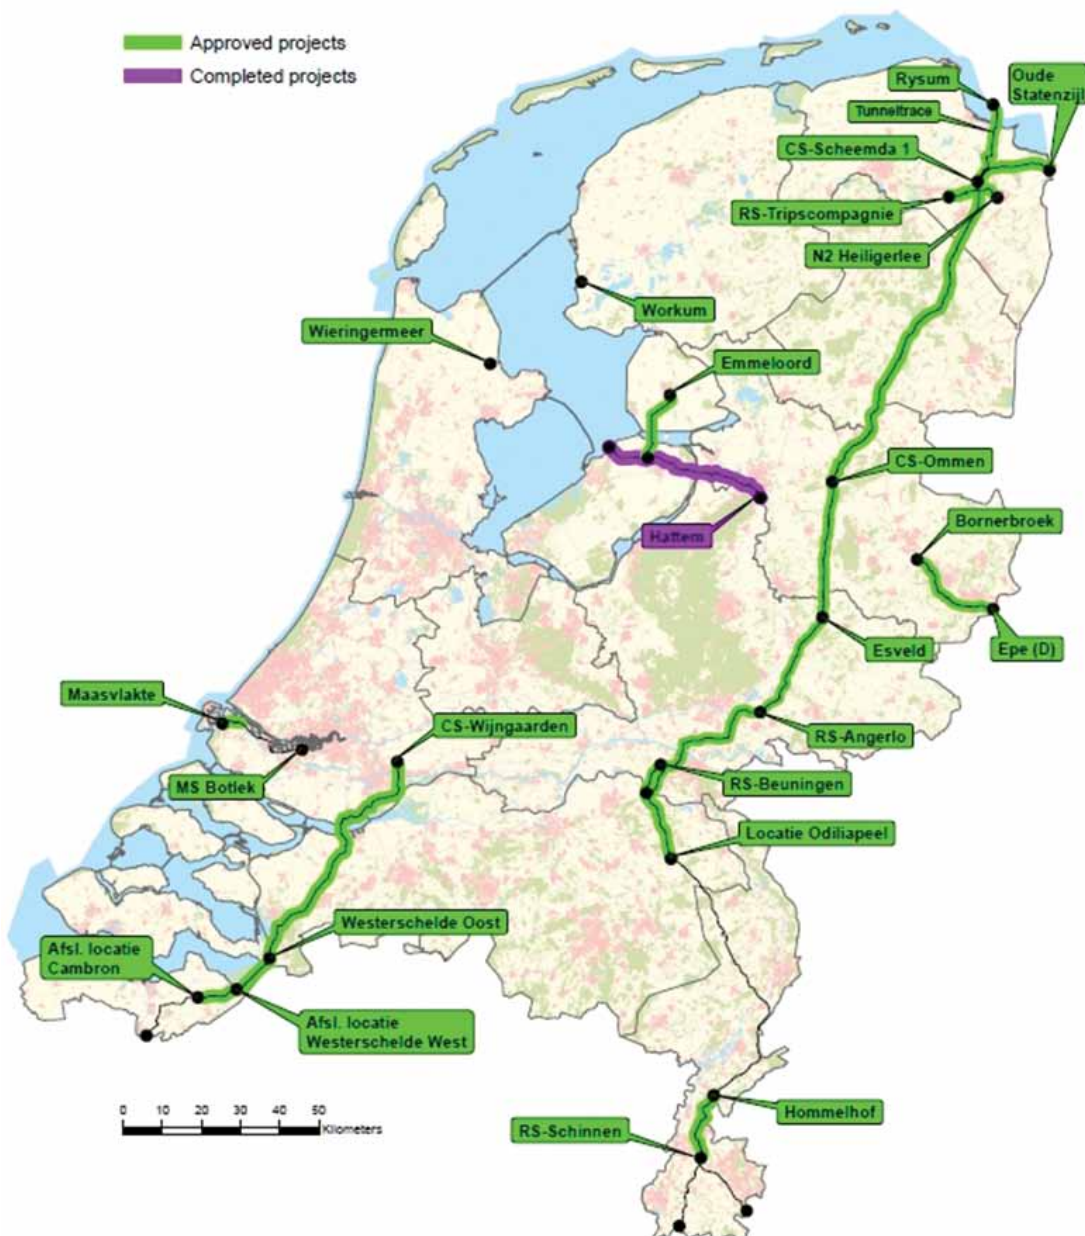 Approved projects
Completed projects
Rysum
Oude
Statenzijl
Tunneltrace
CS-Scheemda 1
RS-Tripscompagnie
N2 Heiligerlee
Workum
Wieringermeer
Emmeloord
CS-Ommen
Hattem
Bornerbroek
Esveld
Epe (D)
Maasvlakte
CS-Wijngaarden
RS-Angerlo
MS Botlek
RS-Beuningen
Locatie Odiliapeel
Westerschelde Oost
Afsl. locatie
Cambron
Afsl. locatie
Westerschelde West
0 10 20 30 40 50
Kilometers
Hommelhof
RS-Schinnen